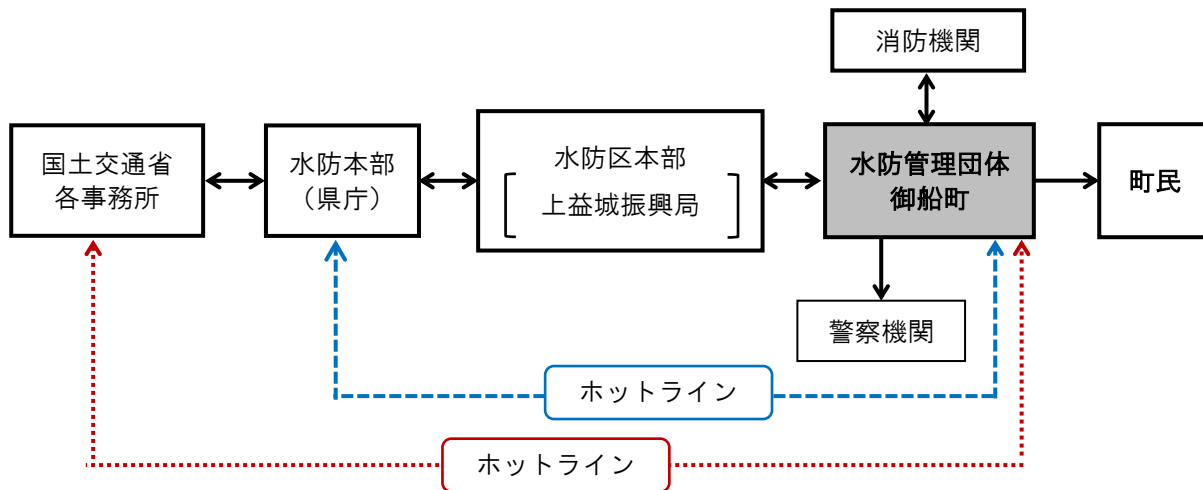 消防機関
国土交通省
各事務所
水防本部
（県庁）
水防区本部
上益城振興局
水防管理団体
御船町
町民
警察機関
ホットライン
ホットライン